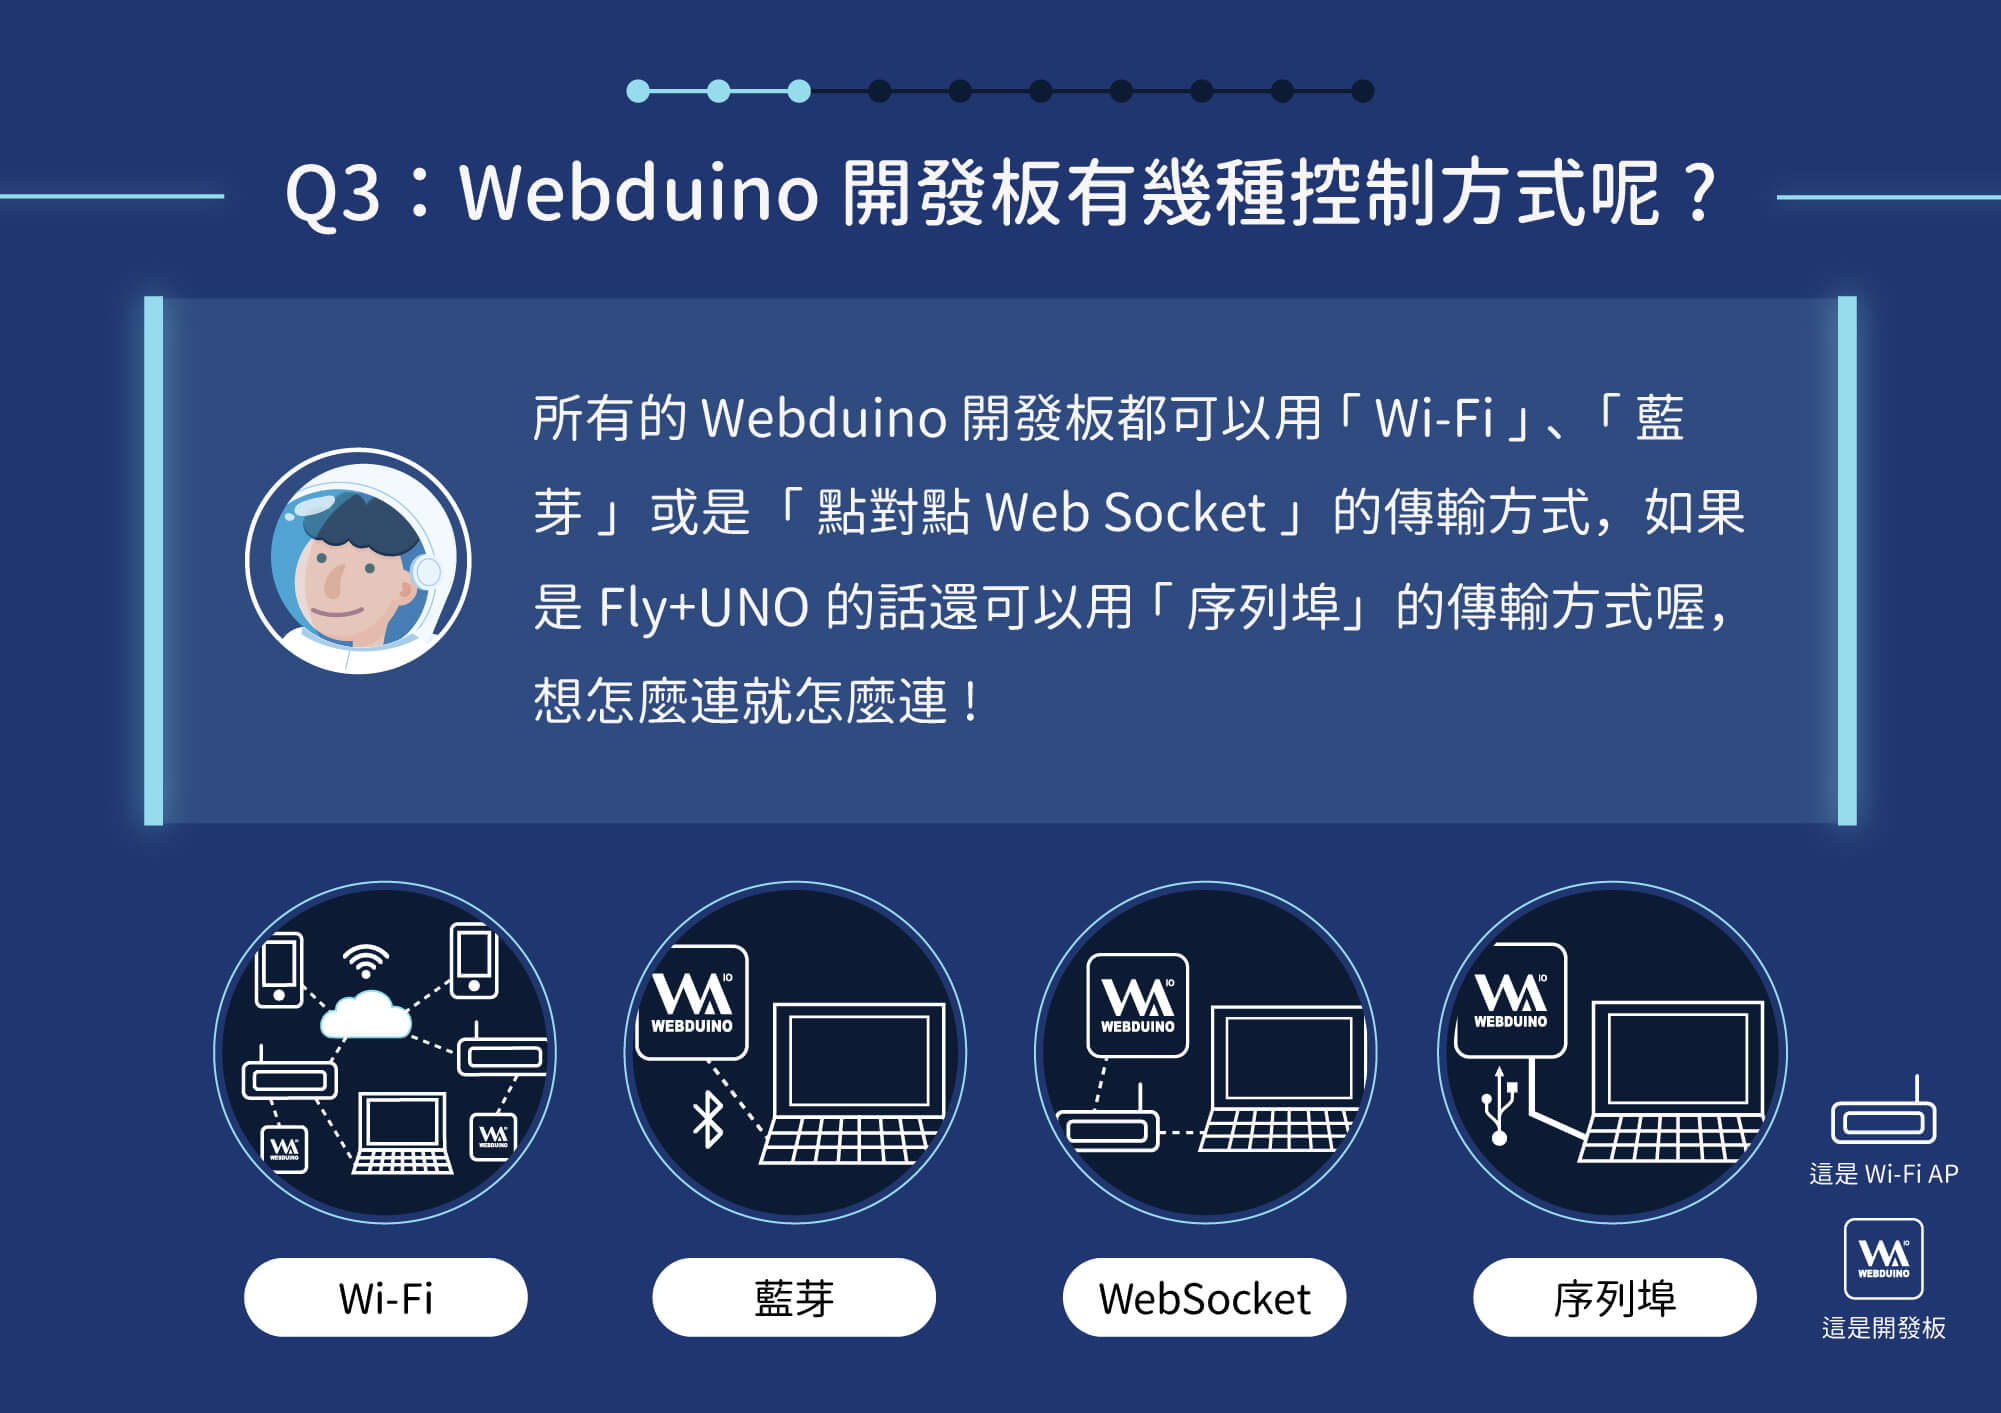 Q3：Webduino 開發板有幾種控制方式呢？
所有的 Webduino 開發板都可以用「 Wi-Fi 」、「 藍
芽 」或是 「 點對點 Web Socket 」 的傳輸方式，如果
是 Fly+UNO 的話還可以用「 序列埠」 的傳輸方式喔，
想怎麼連就怎麼連！
IO
WEBDUINO
IO
WEBDUINO
IO
WEBDUINO
WEBDUINO
WEBDUINO
這是 Wi-Fi AP
IO
WEBDUINO
這是開發板
Wi-Fi
藍芽
WebSocket
序列埠